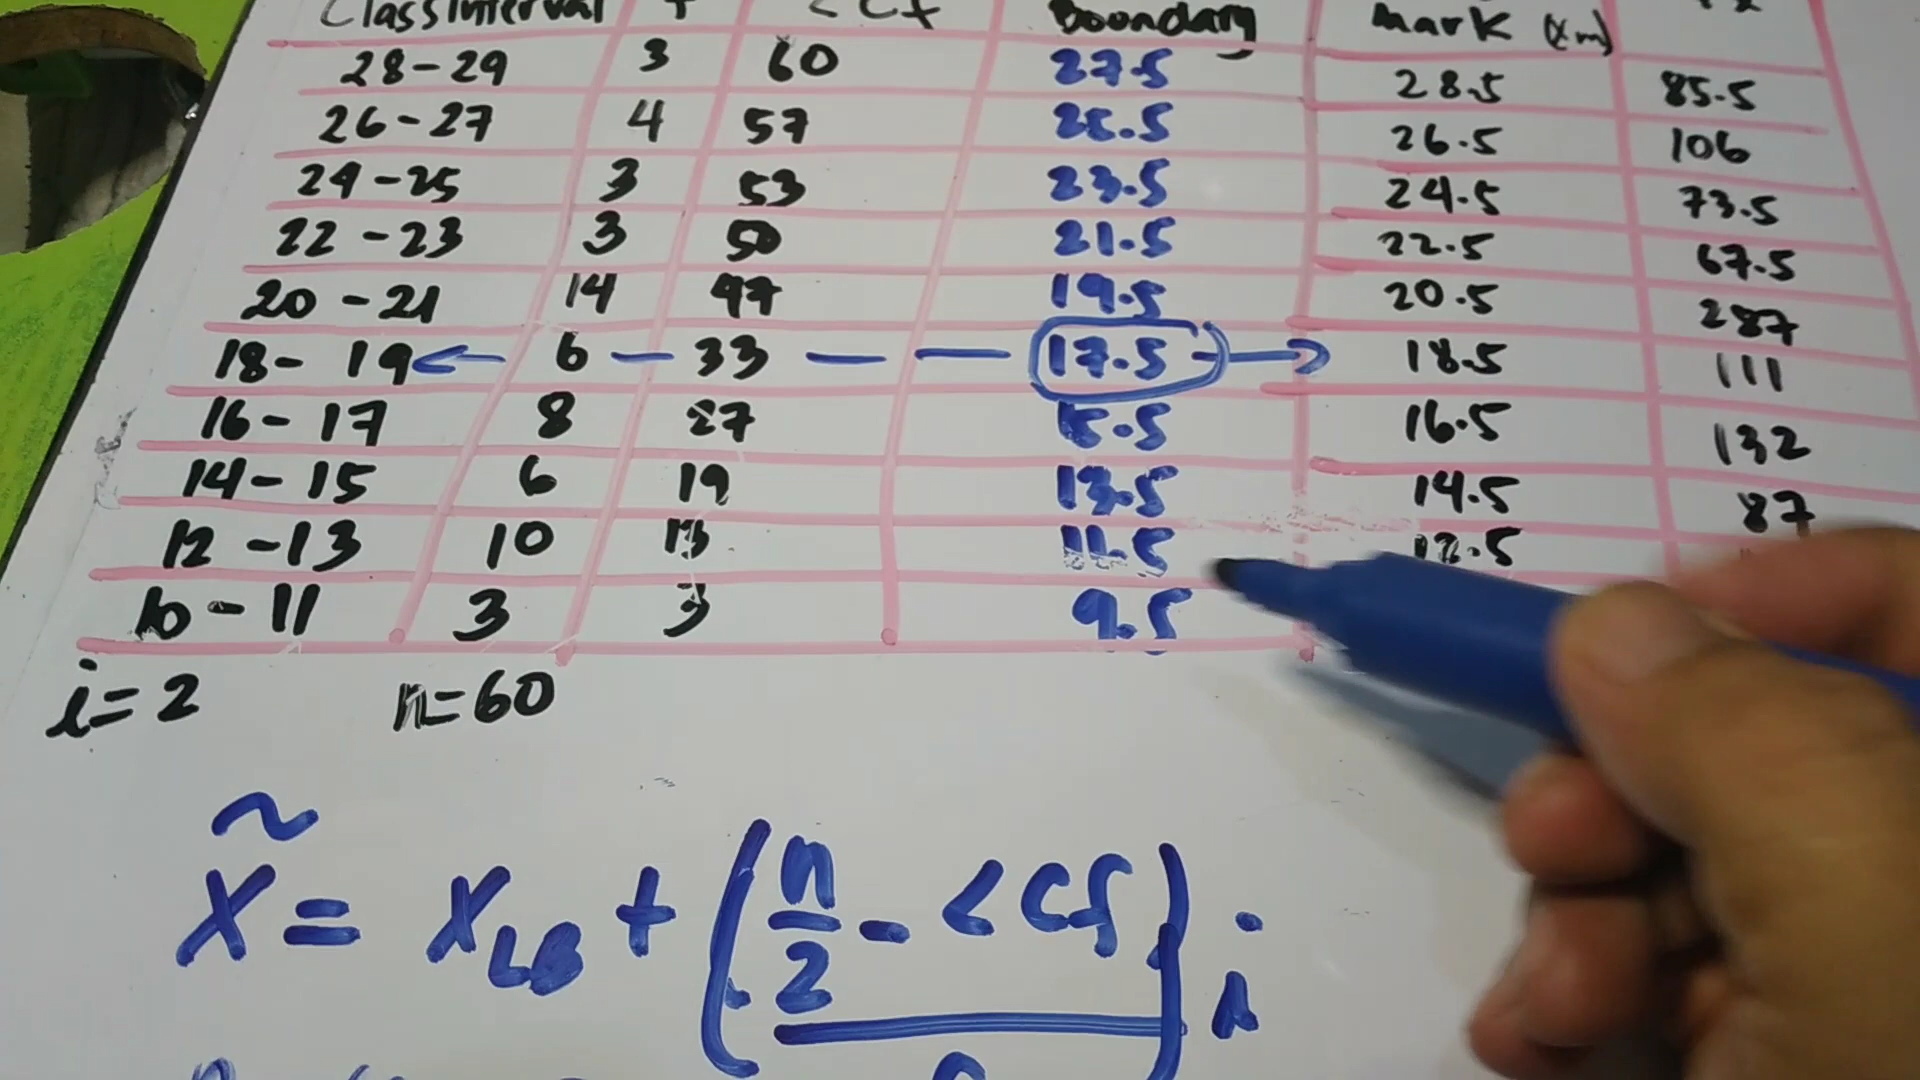 Class Interval f <Cf Boundary Mark (Xm)
28-29 3 60 27.5 28.5 85.5
26-27 4 57 25.5 26.5 106
24-25 3 53 23.5 24.5 73.5
22-23 3 50 21.5 22.5 67.5
20-21 14 47 19.5 20.5 287
18-19 6 33 17.5 18.5 111
16-17 8 27 15.5 16.5 132
14-15 6 19 13.5 14.5 87
12-13 10 13 11.5 12.5
10-11 3 3 9.5
i=2 n=60
X̃ = X_LB + (n/2 - <Cf) i